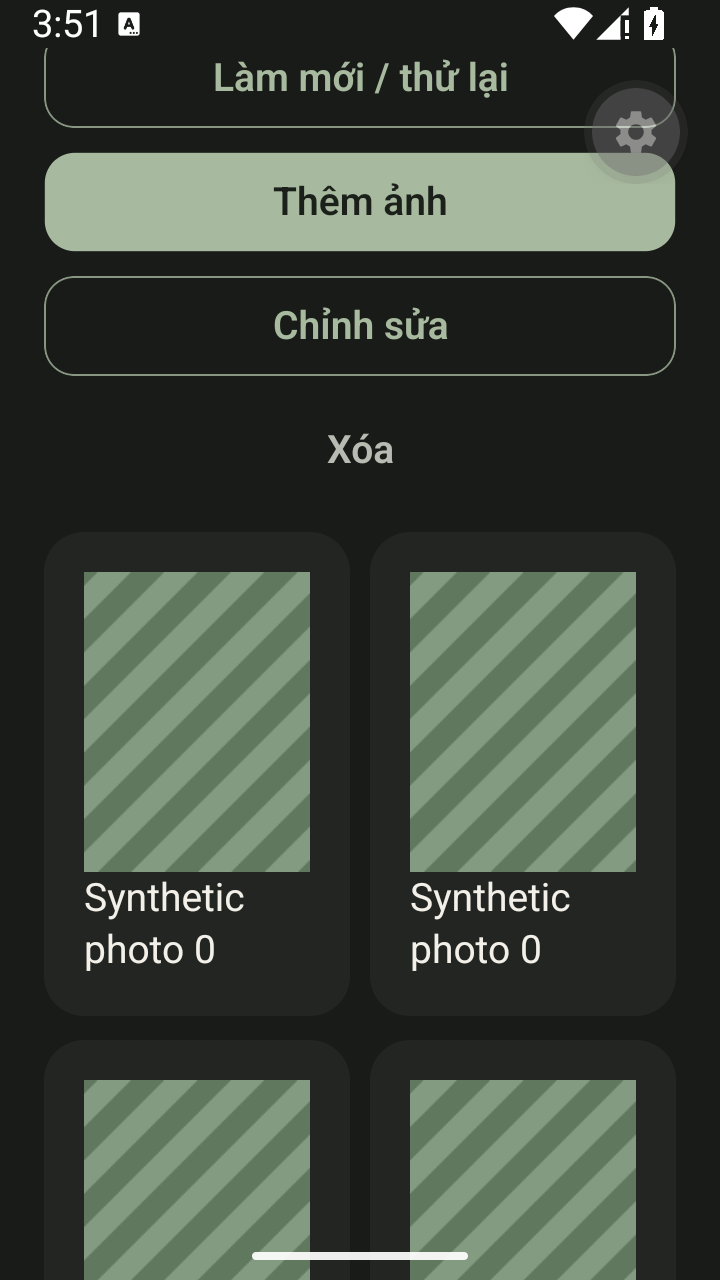 3:51
Làm mới / thử lại
Thêm ảnh
Chỉnh sửa
Xóa
Synthetic
photo 0
Synthetic
photo 0